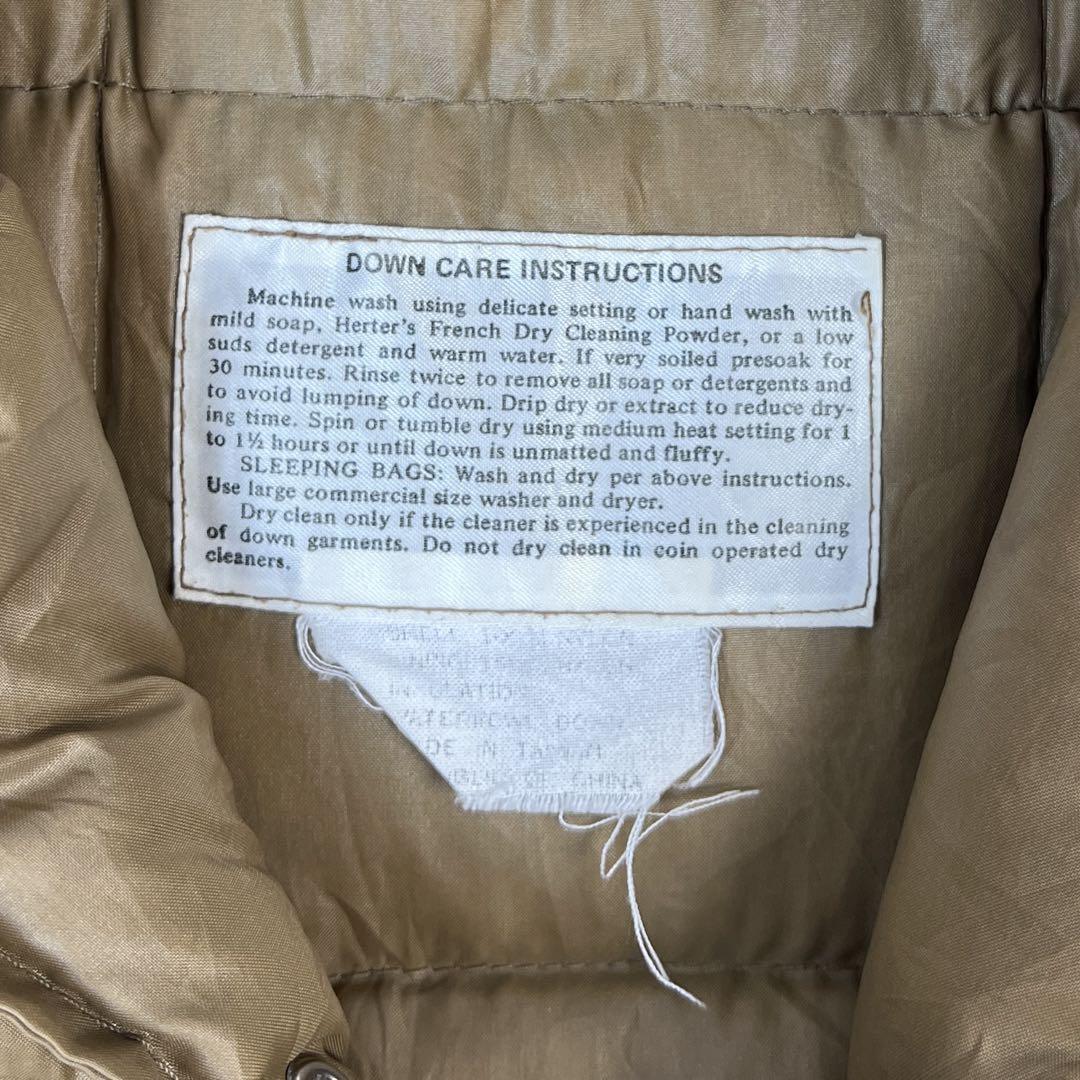 DOWN CARE INSTRUCTIONS
Machine wash using delicate setting or hand wash with
mild soap, Herter's French Dry Cleaning Powder, or a low
suds detergent and warm water. If very soiled presoak for
30 minutes. Rinse twice to remove all soap or detergents and
to avoid lumping of down. Drip dry or extract to reduce dry-
ing time. Spin or tumble dry using medium heat setting for 1
to 1½ hours or until down is unmatted and fluffy.
SLEEPING BAGS: Wash and dry per above instructions.
Use large commercial size washer and dryer.
Dry clean only if the cleaner is experienced in the cleaning
of down garments. Do not dry clean in coin operated dry
cleaners.
SHELL
DE IN TAIWAN
OF CHINA